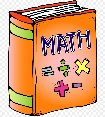 MATH
= ÷ ×
+ -